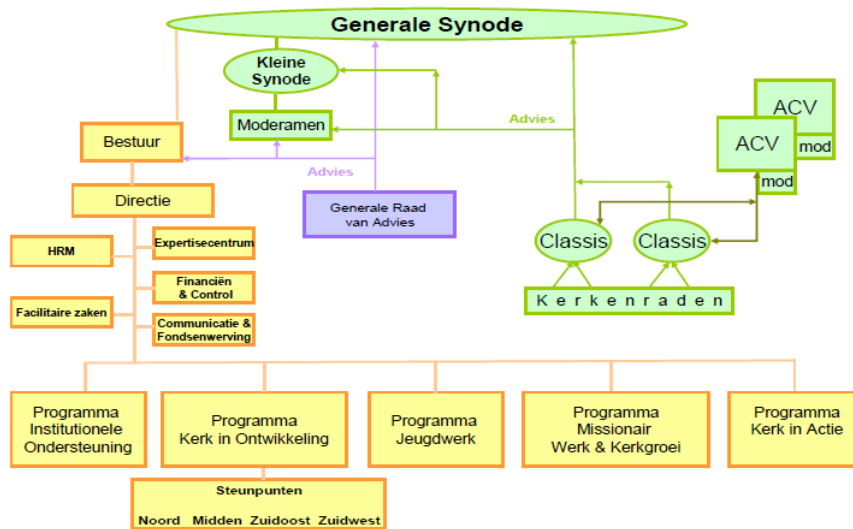 Generale Synode
Kleine
Synode
Moderamen
Advies
ACV
mod
ACV
mod
Bestuur
Advies
Directie
Generale Raad
van Advies
Classis
Classis
HRM
Expertisecentrum
Financiën
& Control
Facilitaire zaken
Communicatie &
Fondsenwerving
Kerkenraden
Programma
Institutionele
Ondersteuning
Programma
Kerk in Ontwikkeling
Programma
Jeugdwerk
Programma
Missionair
Werk & Kerkgroei
Programma
Kerk in Actie
Steunpunten
Noord Midden Zuidoost Zuidwest